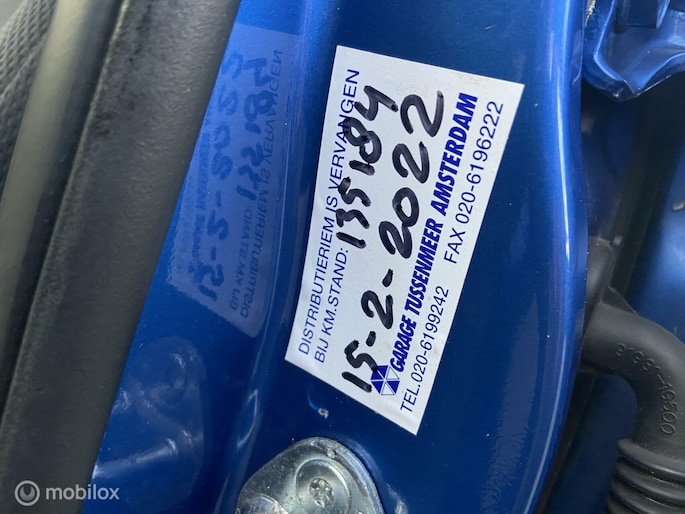 DISTRIBUTIERIEM IS VERVANGEN
BIJ KM.STAND: 135184
15-2-2022
GARAGE TUSSENMEER AMSTERDAM
TEL.020-6199242 FAX 020-6196222
mobilox